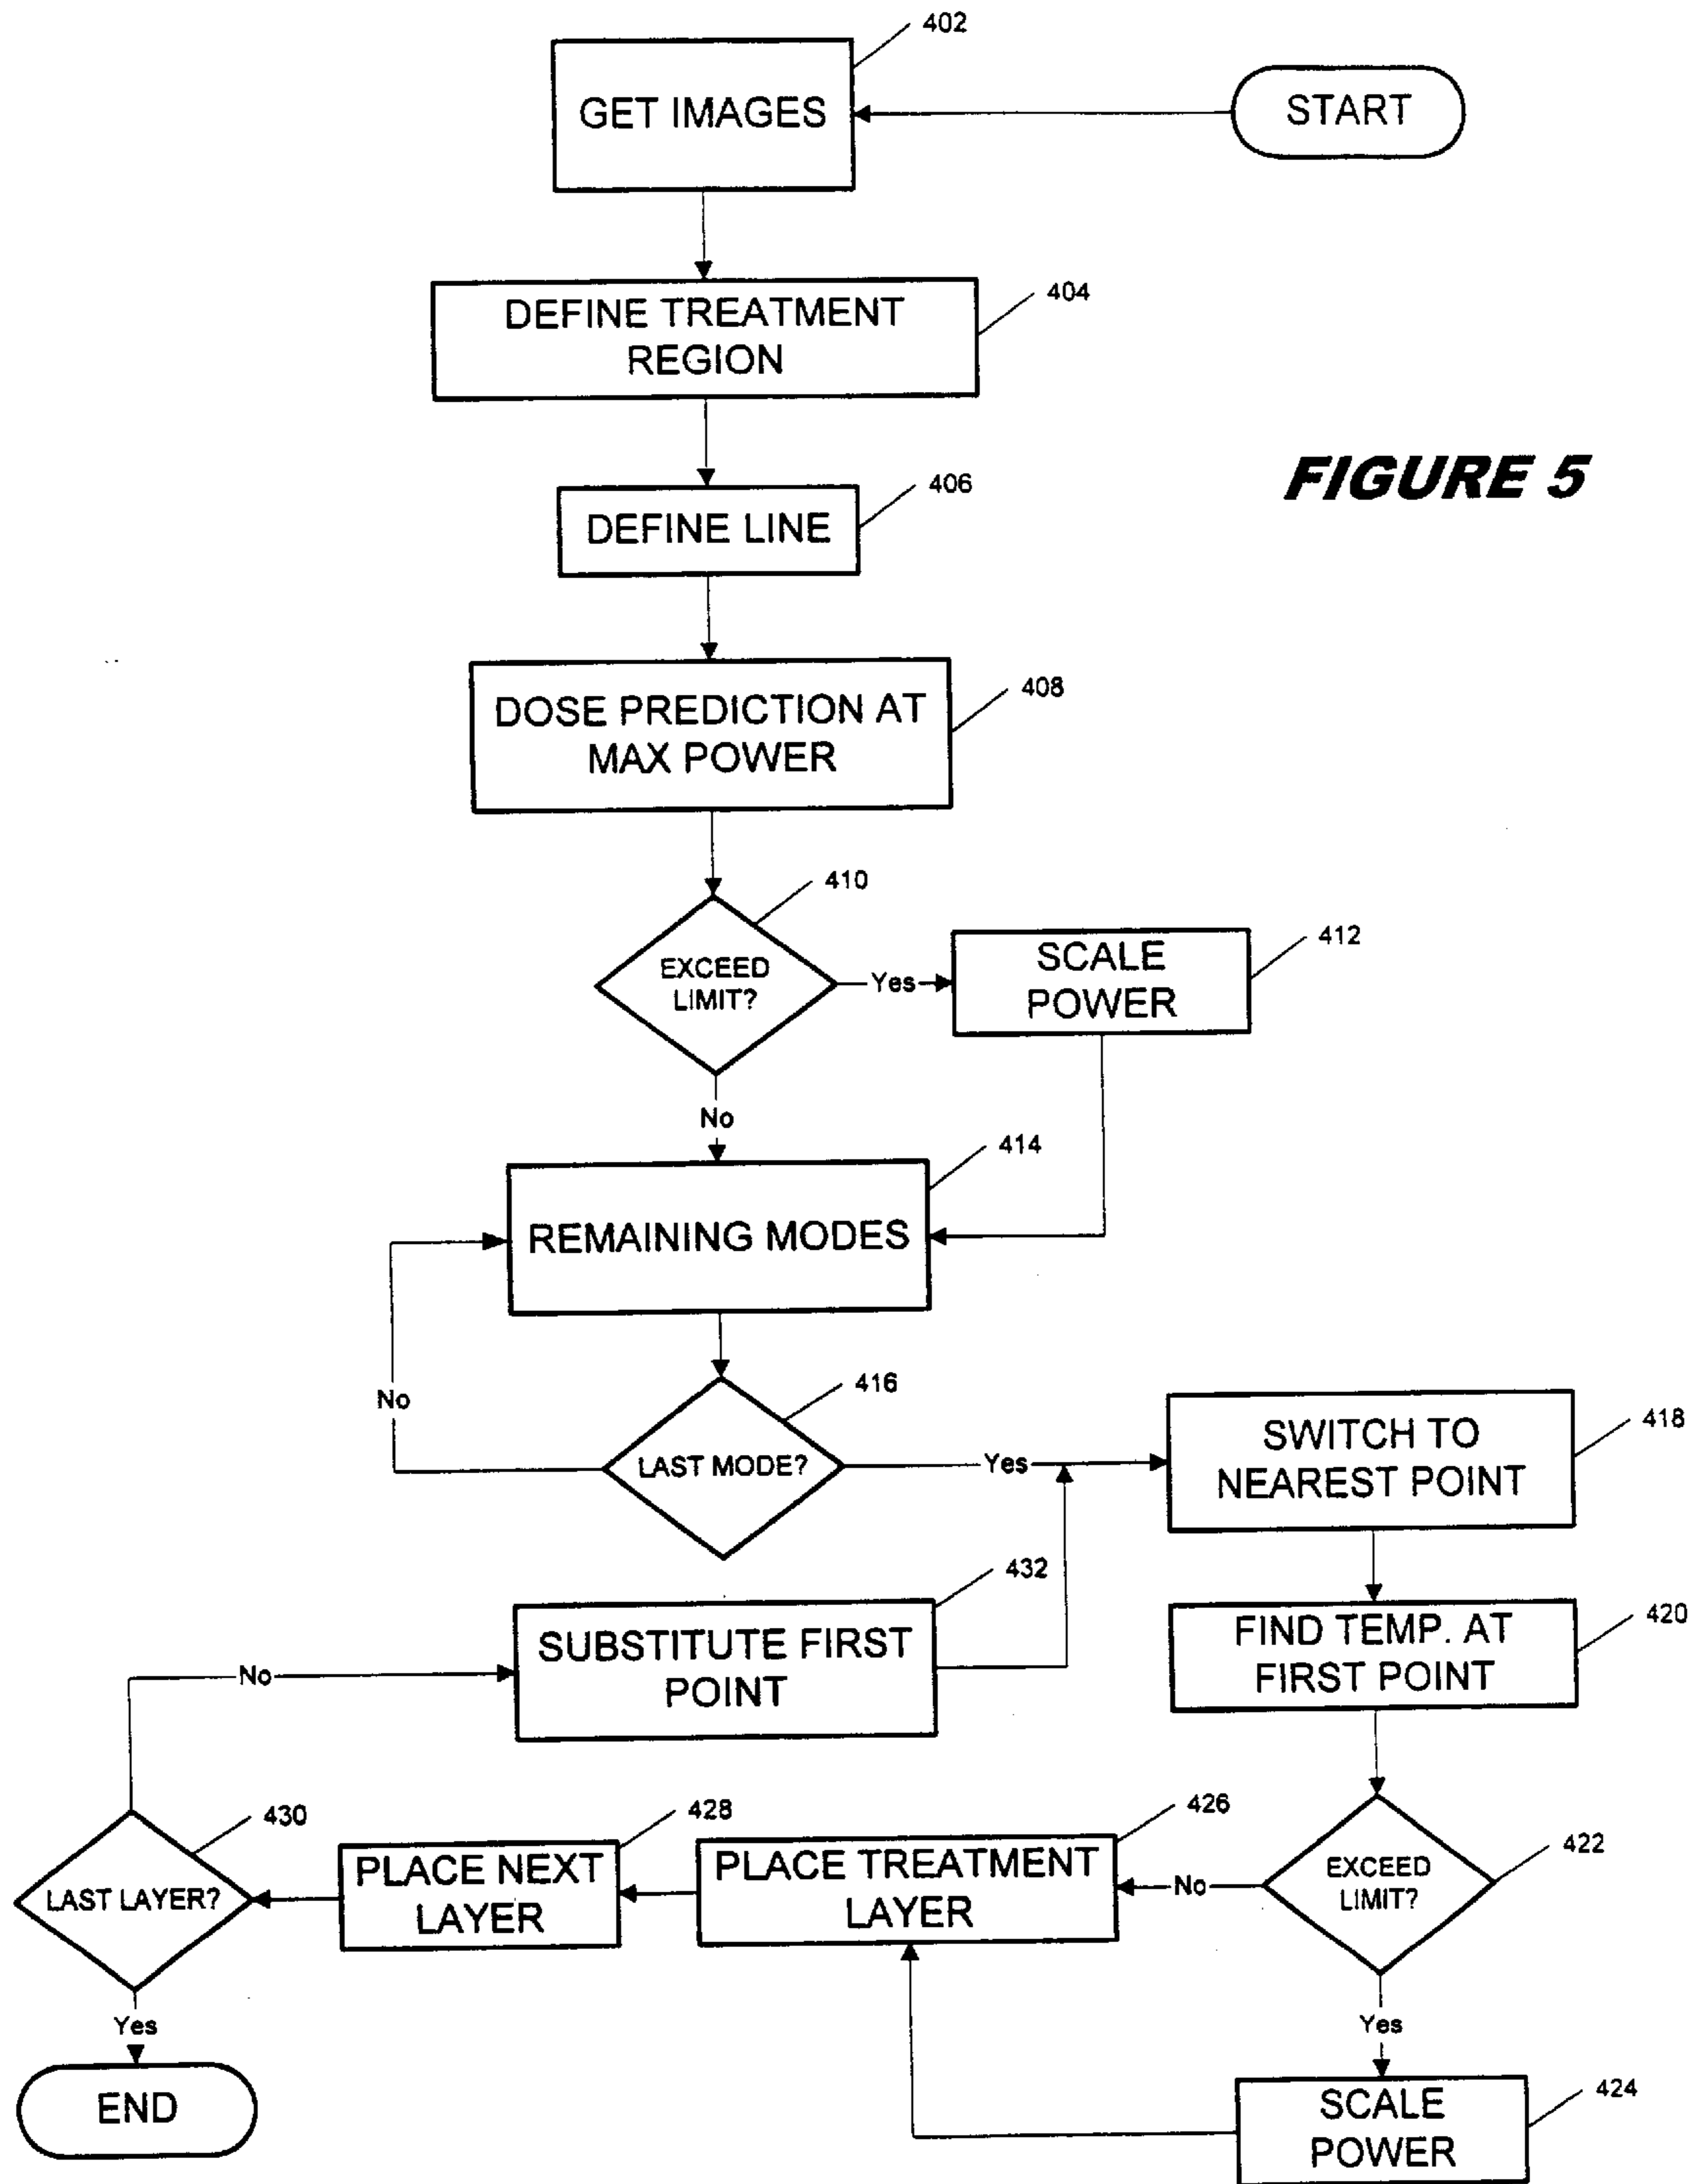 402
GET IMAGES
START
DEFINE TREATMENT
REGION
404
FIGURE 5
DEFINE LINE
406
DOSE PREDICTION AT
MAX POWER
408
410
EXCEED
LIMIT?
Yes
SCALE
POWER
412
No
414
REMAINING MODES
No
416
LAST MODE?
Yes
SWITCH TO
NEAREST POINT
418
432
SUBSTITUTE FIRST
POINT
No
FIND TEMP. AT
FIRST POINT
420
430
LAST LAYER?
428
PLACE NEXT
LAYER
426
PLACE TREATMENT
LAYER
No
EXCEED
LIMIT?
422
Yes
Yes
END
SCALE
POWER
424